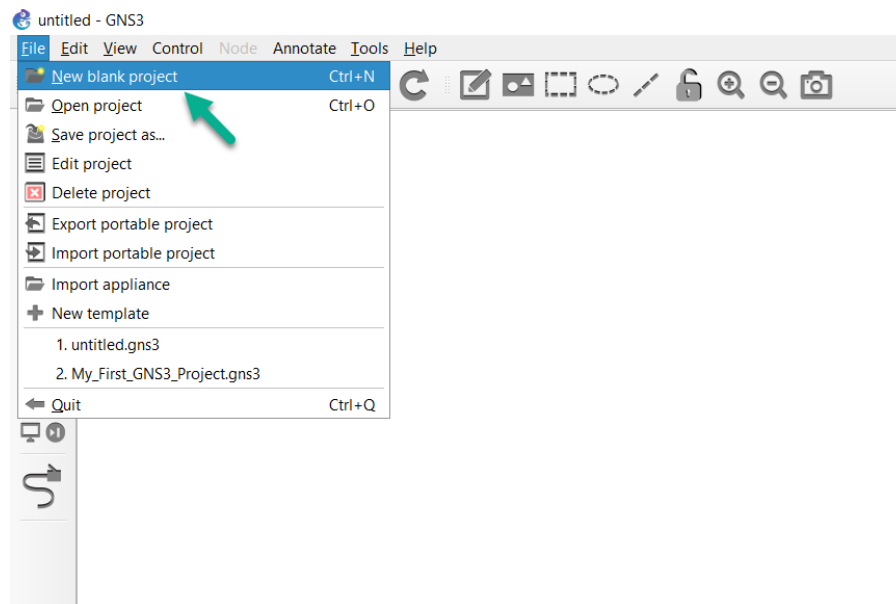 untitled - GNS3
File Edit View Control Node Annotate Tools Help
New blank project Ctrl+N
Open project Ctrl+O
Save project as...
Edit project
Delete project
Export portable project
Import portable project
Import appliance
New template
1. untitled.gns3
2. My_First_GNS3_Project.gns3
Quit Ctrl+Q